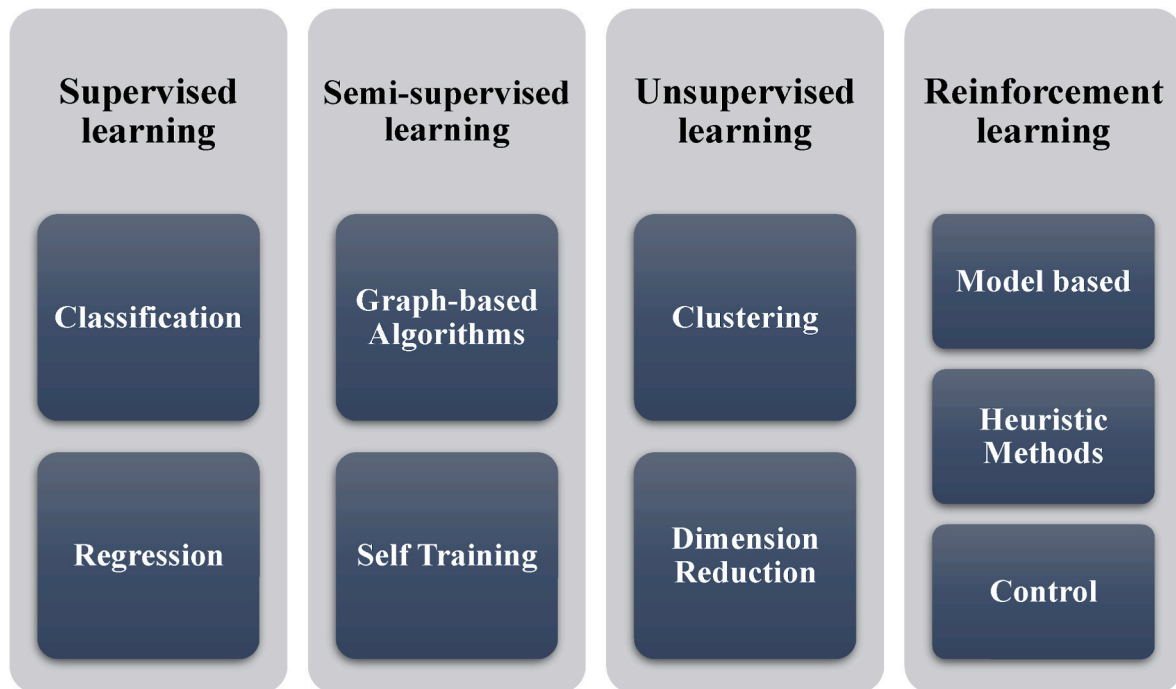 Supervised
learning
Classification
Regression
Semi-supervised
learning
Graph-based
Algorithms
Self Training
Unsupervised
learning
Clustering
Dimension
Reduction
Reinforcement
learning
Model based
Heuristic
Methods
Control